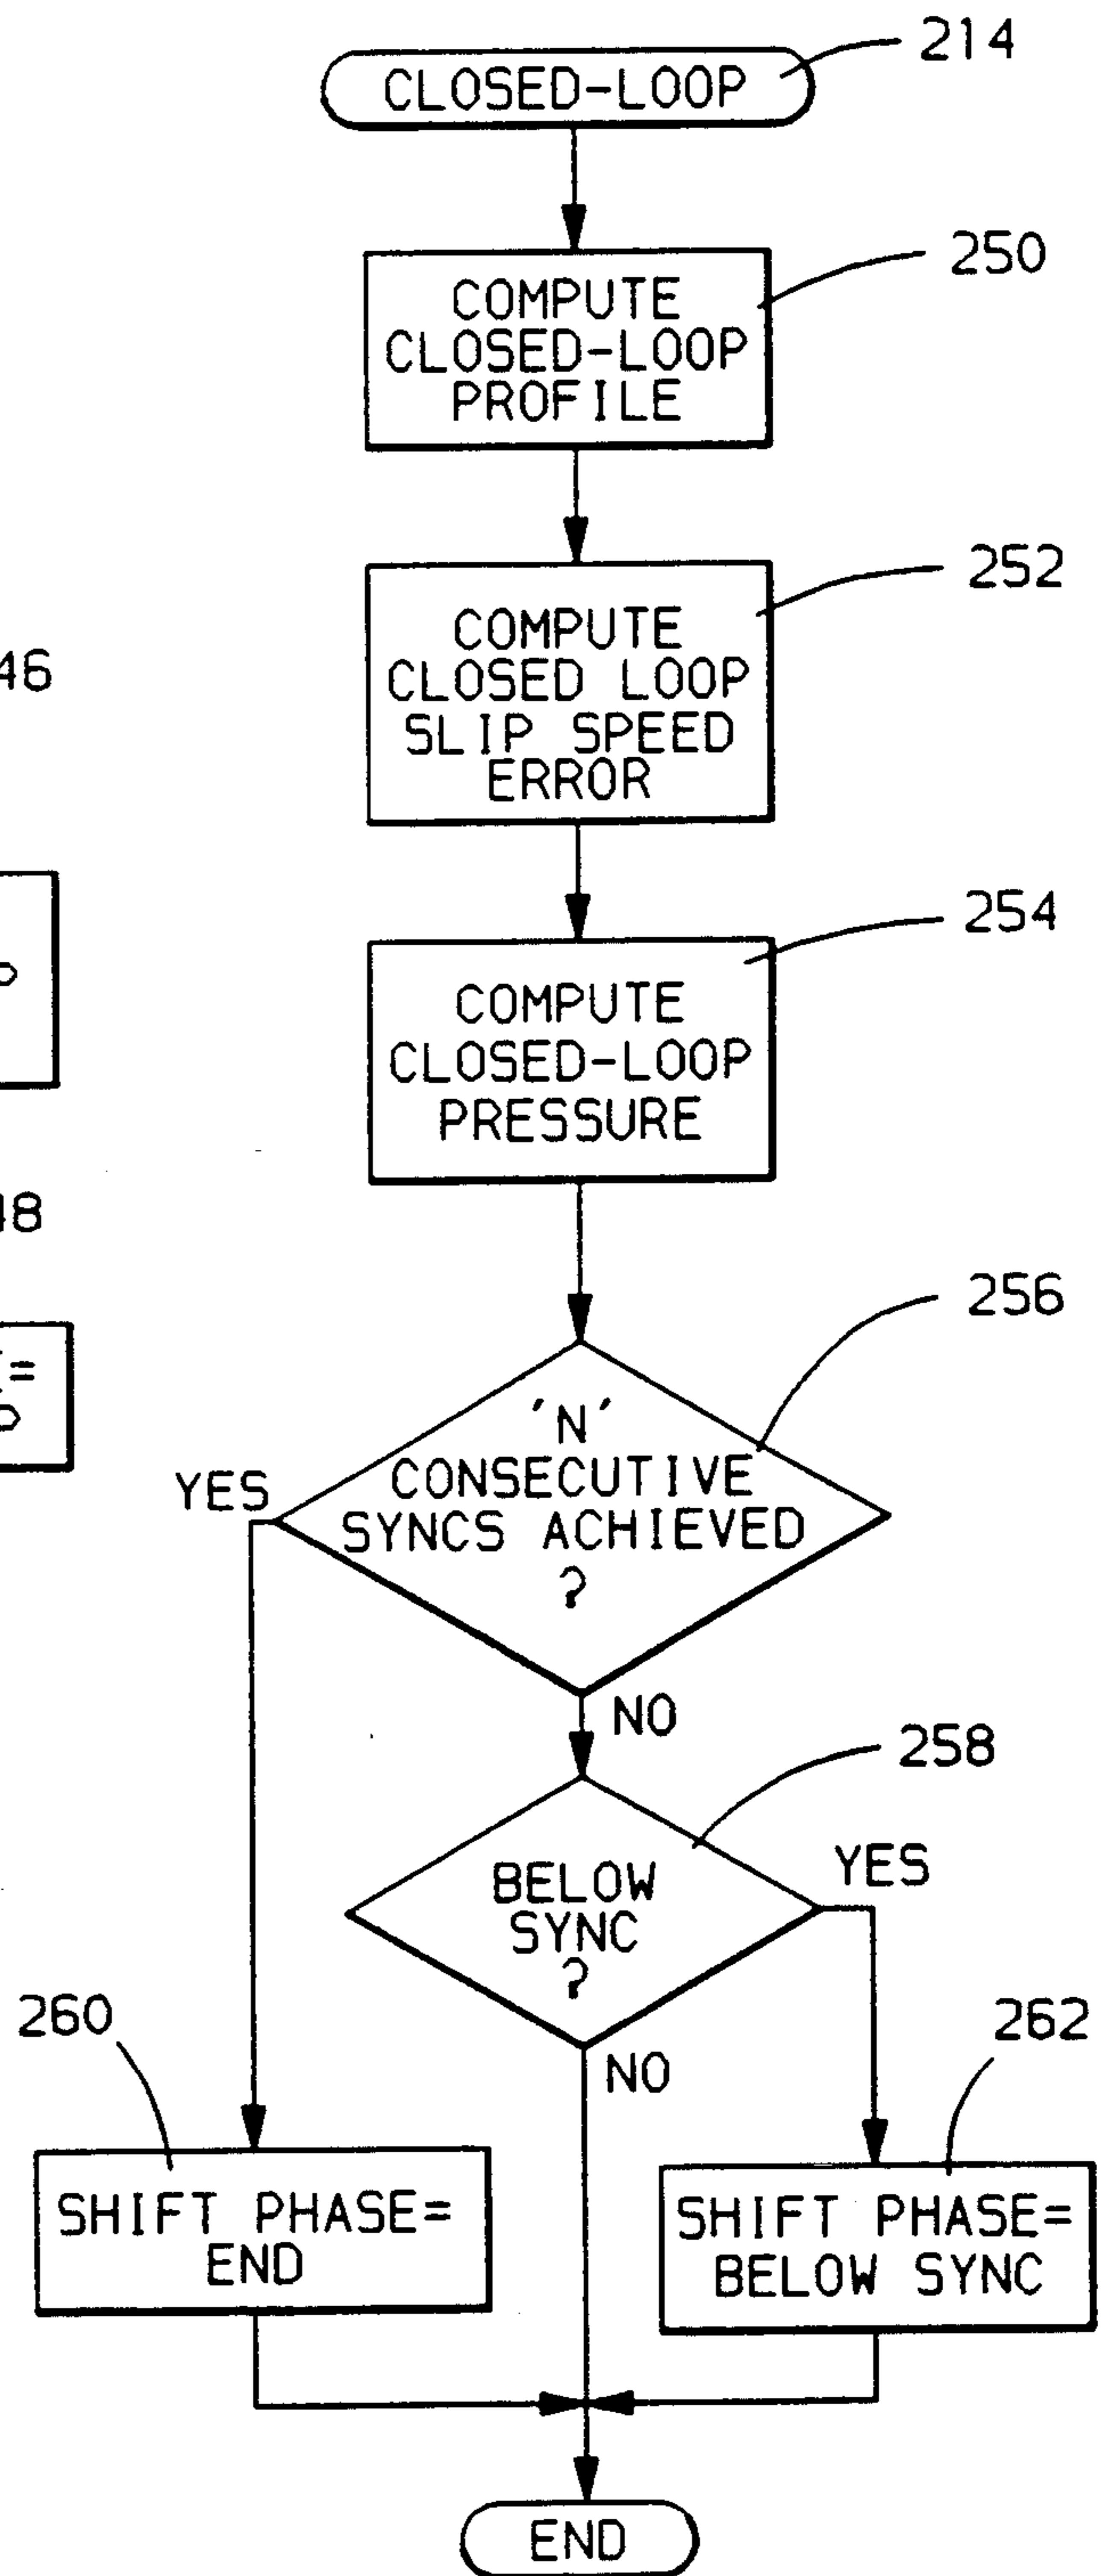 CLOSED-LOOP
214
COMPUTE
CLOSED-LOOP
PROFILE
250
COMPUTE
CLOSED LOOP
SLIP SPEED
ERROR
252
46
COMPUTE
CLOSED-LOOP
PRESSURE
254
48
=
'N'
CONSECUTIVE
SYNCS ACHIEVED
?
256
YES
NO
BELOW
SYNC
?
258
YES
NO
260
262
SHIFT PHASE=
END
SHIFT PHASE=
BELOW SYNC
END